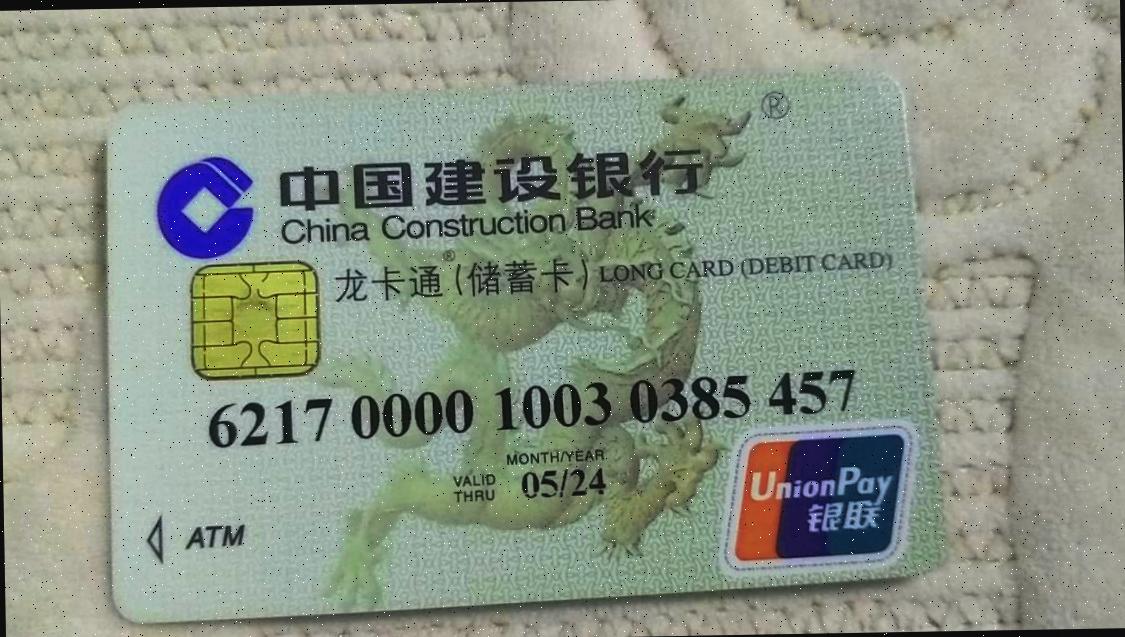 ®
中国建设银行
China Construction Bank
龙卡通®(储蓄卡) LONG CARD (DEBIT CARD)
6217 0000 1003 0385 457
MONTH/YEAR
VALID THRU 05/24
ATM
UnionPay
银联